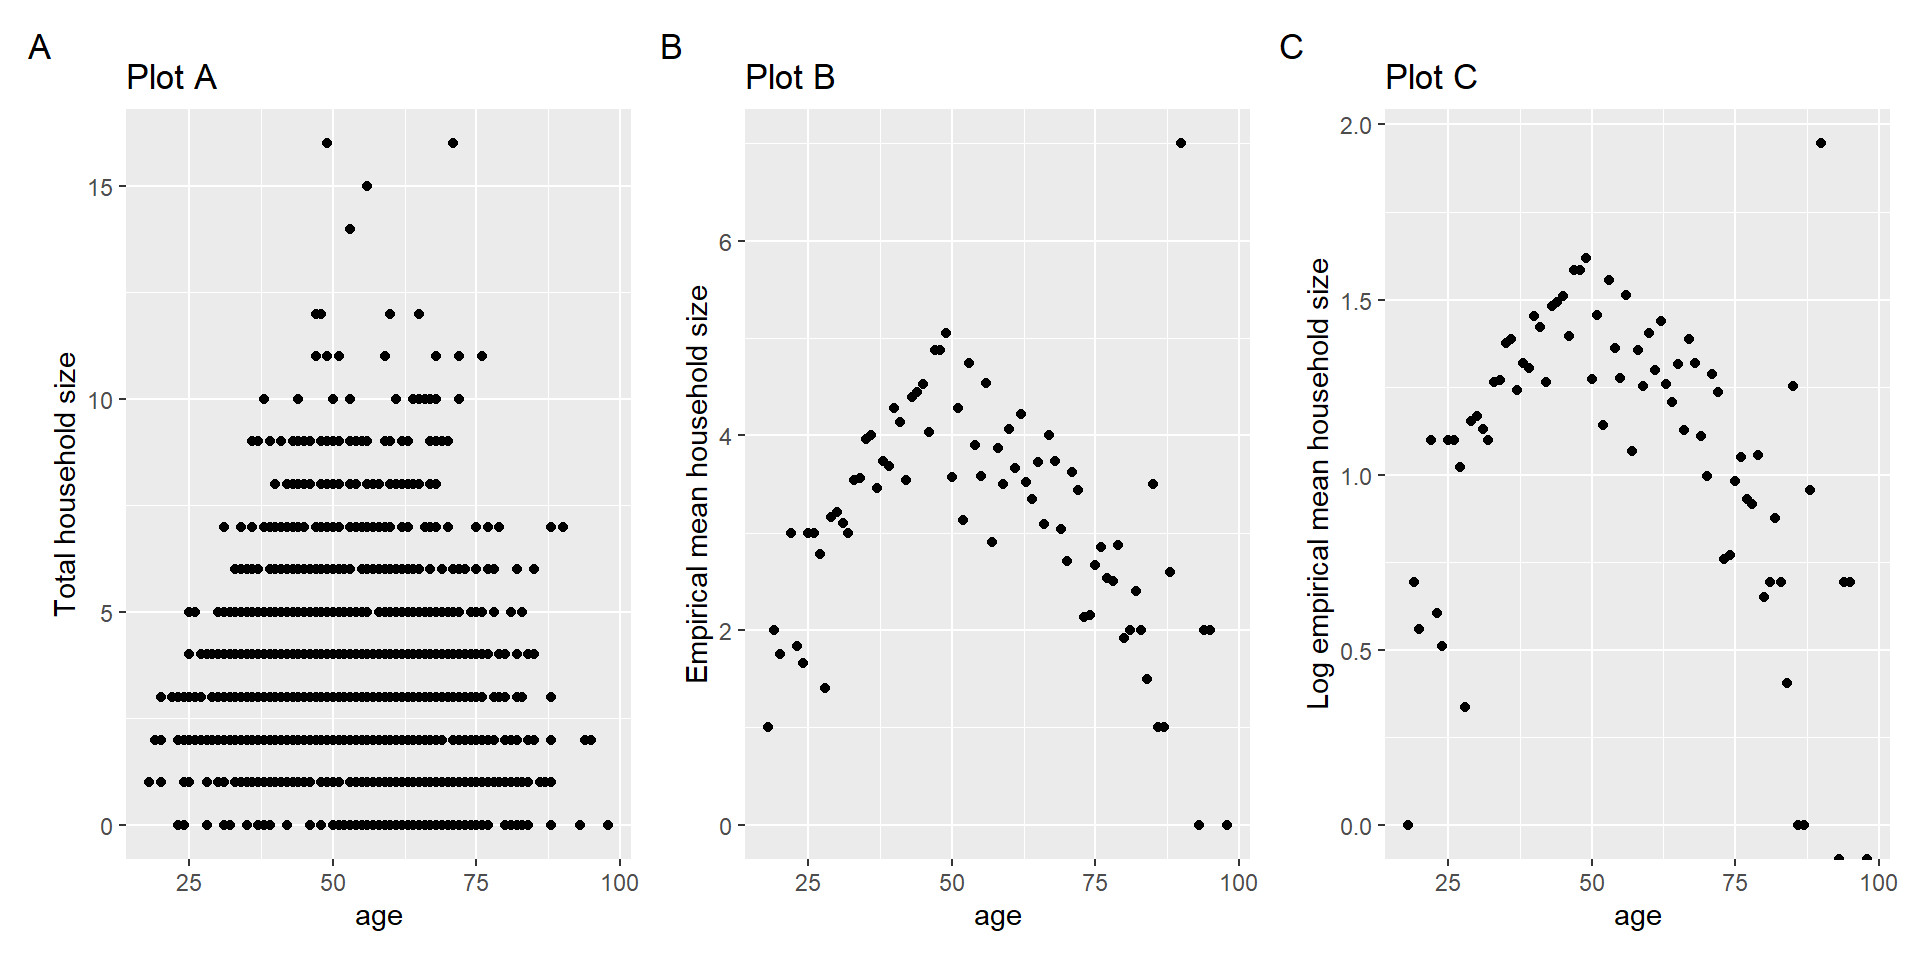 A
Plot A
Total household size
15
10
5
0
25 50 75 100
age
B
Plot B
Empirical mean household size
6
4
2
0
25 50 75 100
age
C
Plot C
Log empirical mean household size
2.0
1.5
1.0
0.5
0.0
25 50 75 100
age